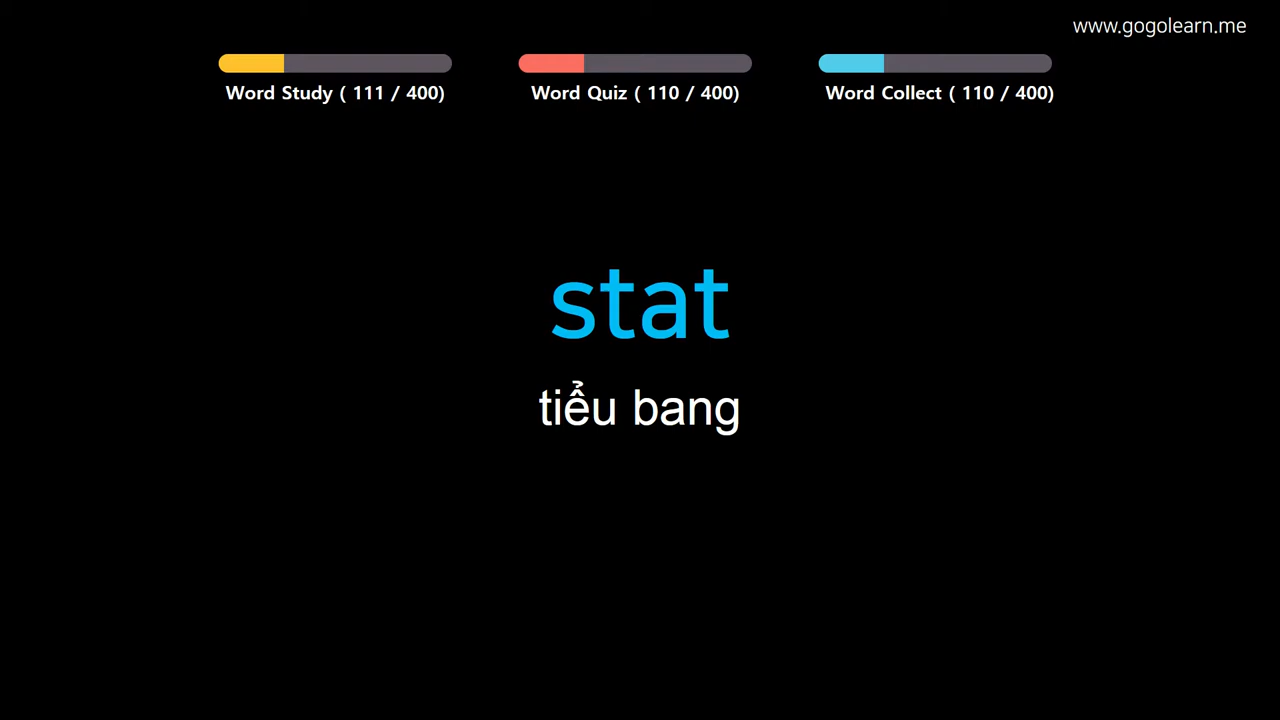 www.gogolearn.me
Word Study ( 111 / 400)
Word Quiz ( 110 / 400)
Word Collect ( 110 / 400)
stat
tiểu bang